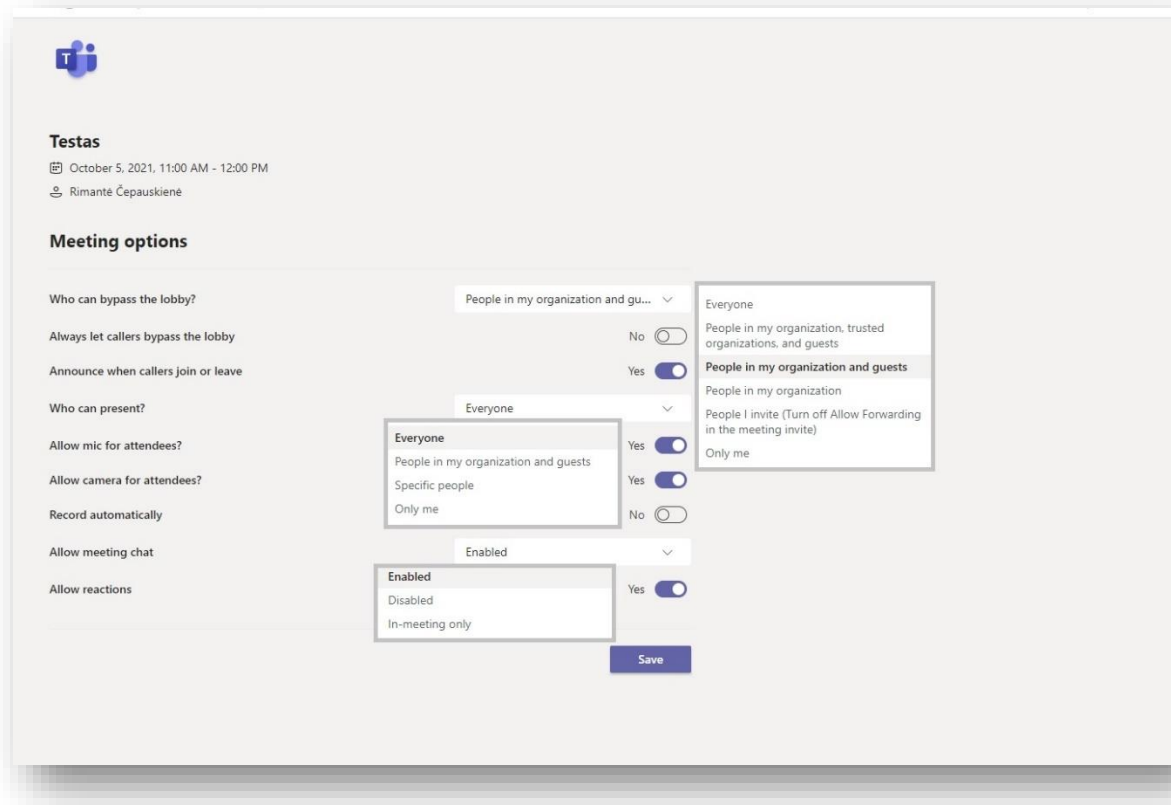 T
Testas
October 5, 2021, 11:00 AM - 12:00 PM
Rimantė Čepauskienė
Meeting options
Who can bypass the lobby?
People in my organization and gu...
Everyone
People in my organization, trusted
organizations, and guests
People in my organization and guests
People in my organization
People I invite (Turn off Allow Forwarding
in the meeting invite)
Only me
Always let callers bypass the lobby
No
Announce when callers join or leave
Yes
Who can present?
Everyone
Everyone
People in my organization and guests
Specific people
Only me
Allow mic for attendees?
Yes
Allow camera for attendees?
Yes
Record automatically
No
Allow meeting chat
Enabled
Enabled
Disabled
In-meeting only
Allow reactions
Yes
Save